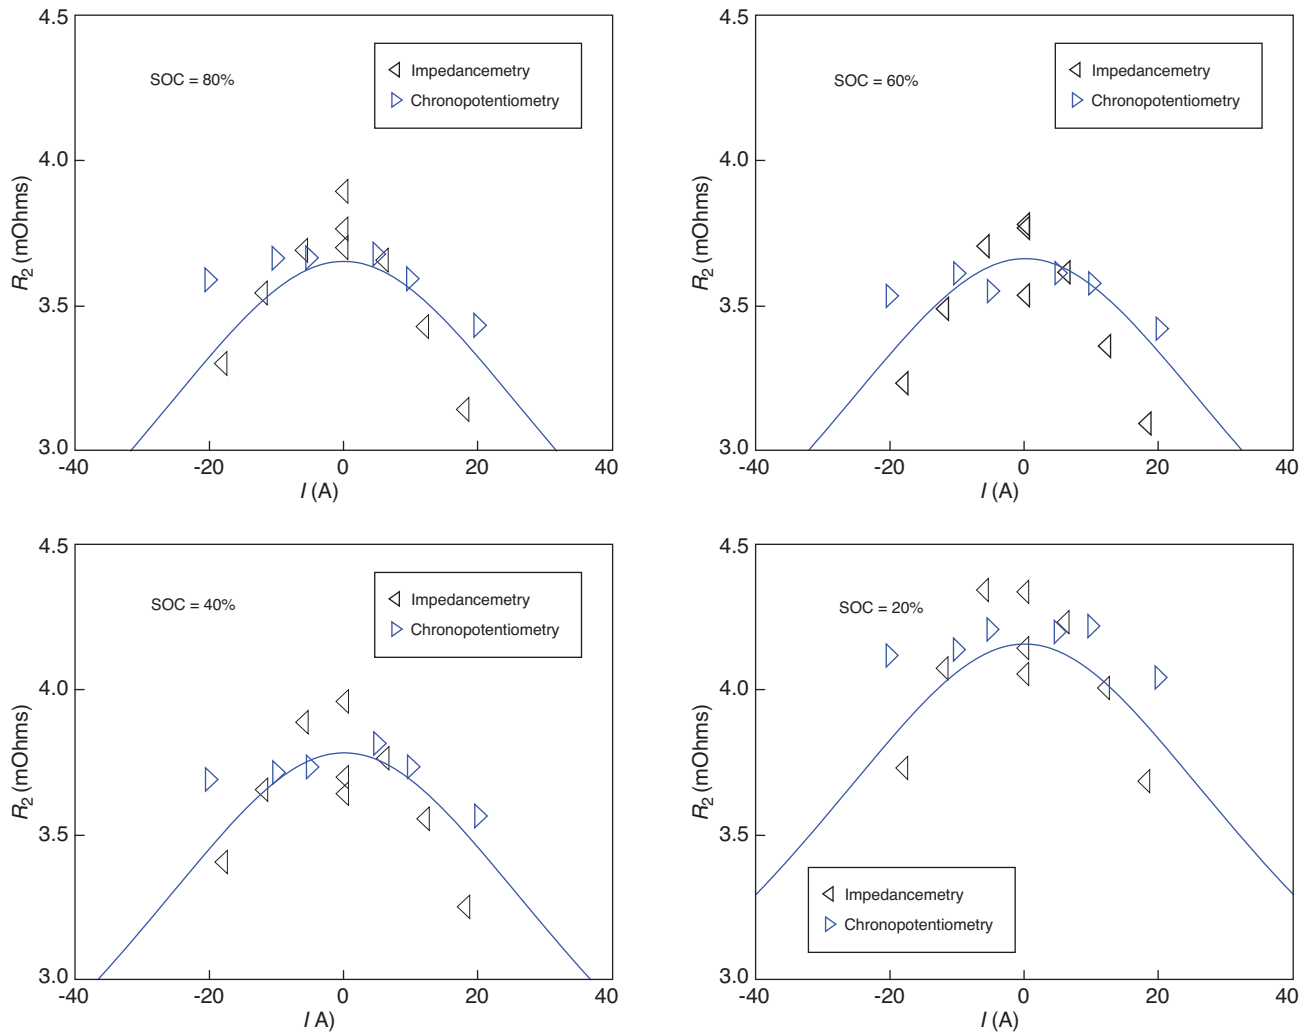 4.5
SOC = 80%
Impedancemetry
Chronopotentiometry
4.0
R2 (mOhms)
3.5
3.0
-40 -20 0 20 40
I (A)
4.5
SOC = 60%
Impedancemetry
Chronopotentiometry
4.0
R2 (mOhms)
3.5
3.0
-40 -20 0 20 40
I (A)
4.5
SOC = 40%
Impedancemetry
Chronopotentiometry
4.0
R2 (mOhms)
3.5
3.0
-40 -20 0 20 40
I A)
4.5
SOC = 20%
4.0
R2 (mOhms)
3.5
Impedancemetry
Chronopotentiometry
3.0
-40 -20 0 20 40
I (A)